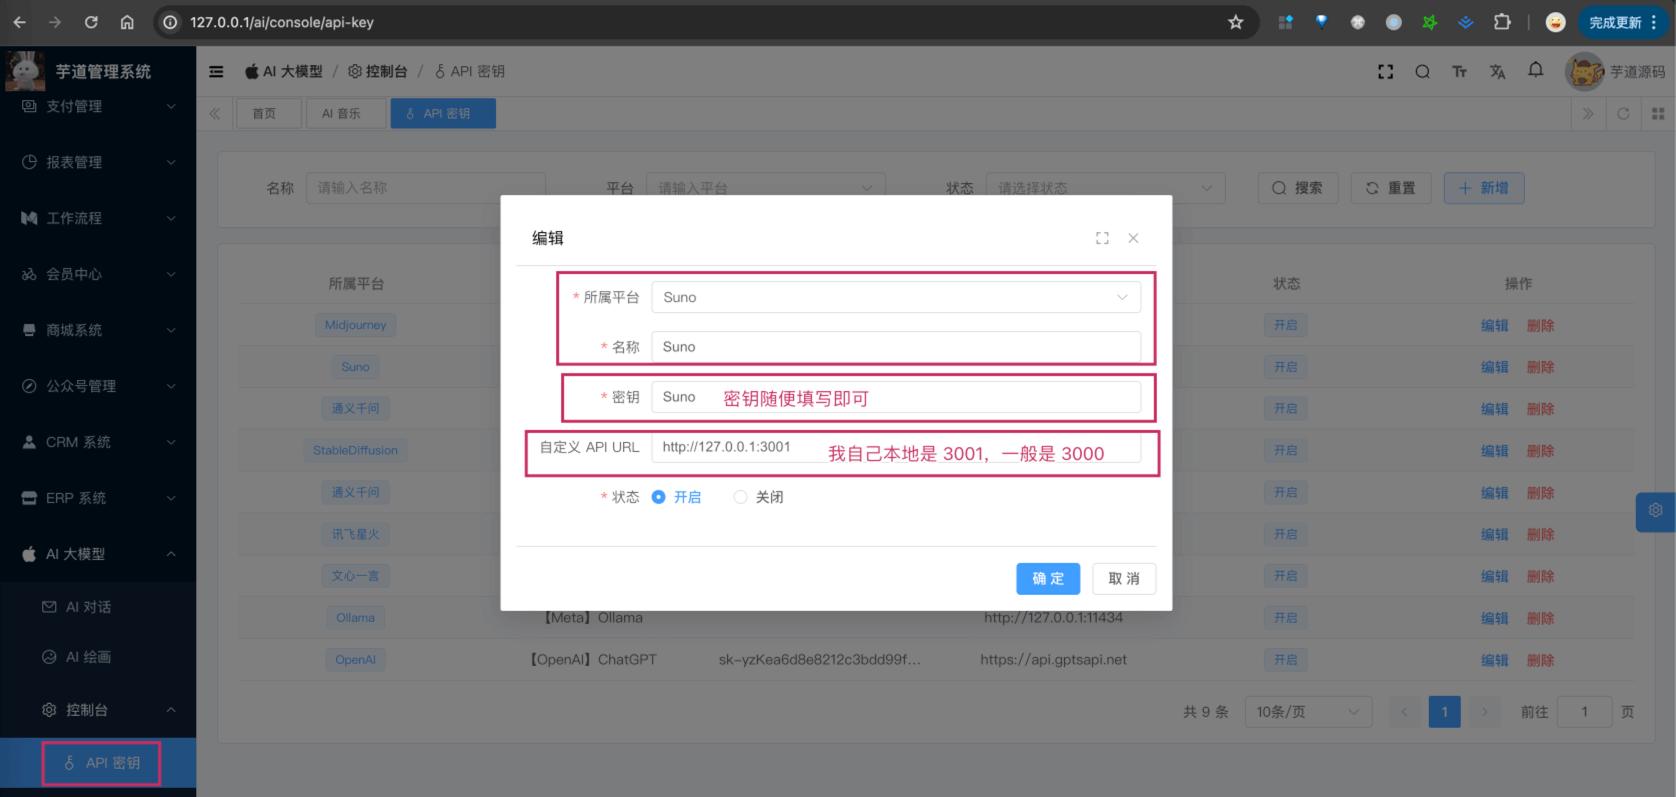 127.0.0.1/ai/console/api-key
完成更新
芋道管理系统
AI 大模型 / 控制台 / API 密钥
芋道源码
支付管理
首页
AI 音乐
API 密钥
报表管理
名称 请输入名称
平台 请输入平台
状态 请选择状态
搜索
重置
新增
工作流程
编辑
会员中心
所属平台
* 所属平台 Suno
状态
操作
商城系统
Midjourney
开启 编辑 删除
* 名称 Suno
Suno
开启 编辑 删除
公众号管理
* 密钥 Suno 密钥随便填写即可
通义千问
开启 编辑 删除
CRM 系统
自定义 API URL http://127.0.0.1:3001 我自己本地是 3001，一般是 3000
StableDiffusion
开启 编辑 删除
ERP 系统
* 状态 开启 关闭
通义千问
开启 编辑 删除
讯飞星火
开启 编辑 删除
AI 大模型
文心一言
确定 取消
开启 编辑 删除
AI 对话
Ollama 【Meta】Ollama http://127.0.0.1:11434 开启 编辑 删除
AI 绘画
OpenAI 【OpenAI】ChatGPT sk-yzKea6d8e8212c3bdd99f... https://api.gptsapi.net 开启 编辑 删除
控制台
共 9 条 10条/页 1 前往 1 页
API 密钥